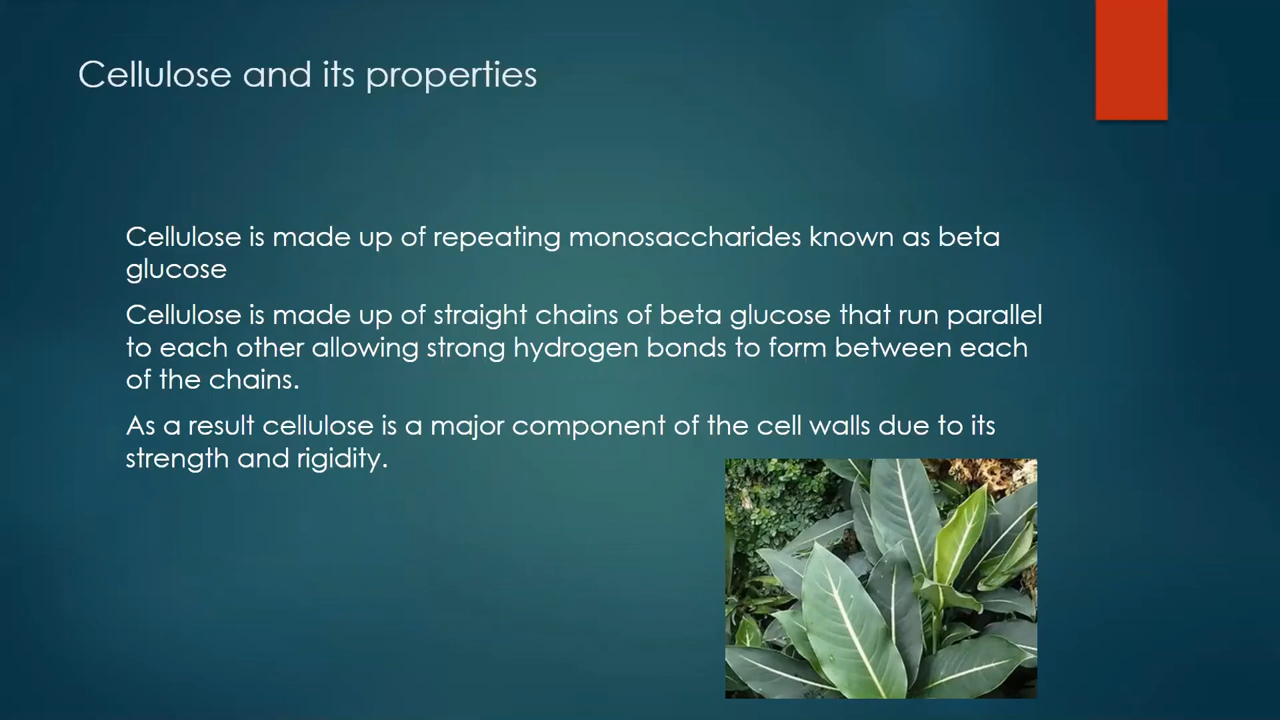 Cellulose and its properties
Cellulose is made up of repeating monosaccharides known as beta
glucose
Cellulose is made up of straight chains of beta glucose that run parallel
to each other allowing strong hydrogen bonds to form between each
of the chains.
As a result cellulose is a major component of the cell walls due to its
strength and rigidity.